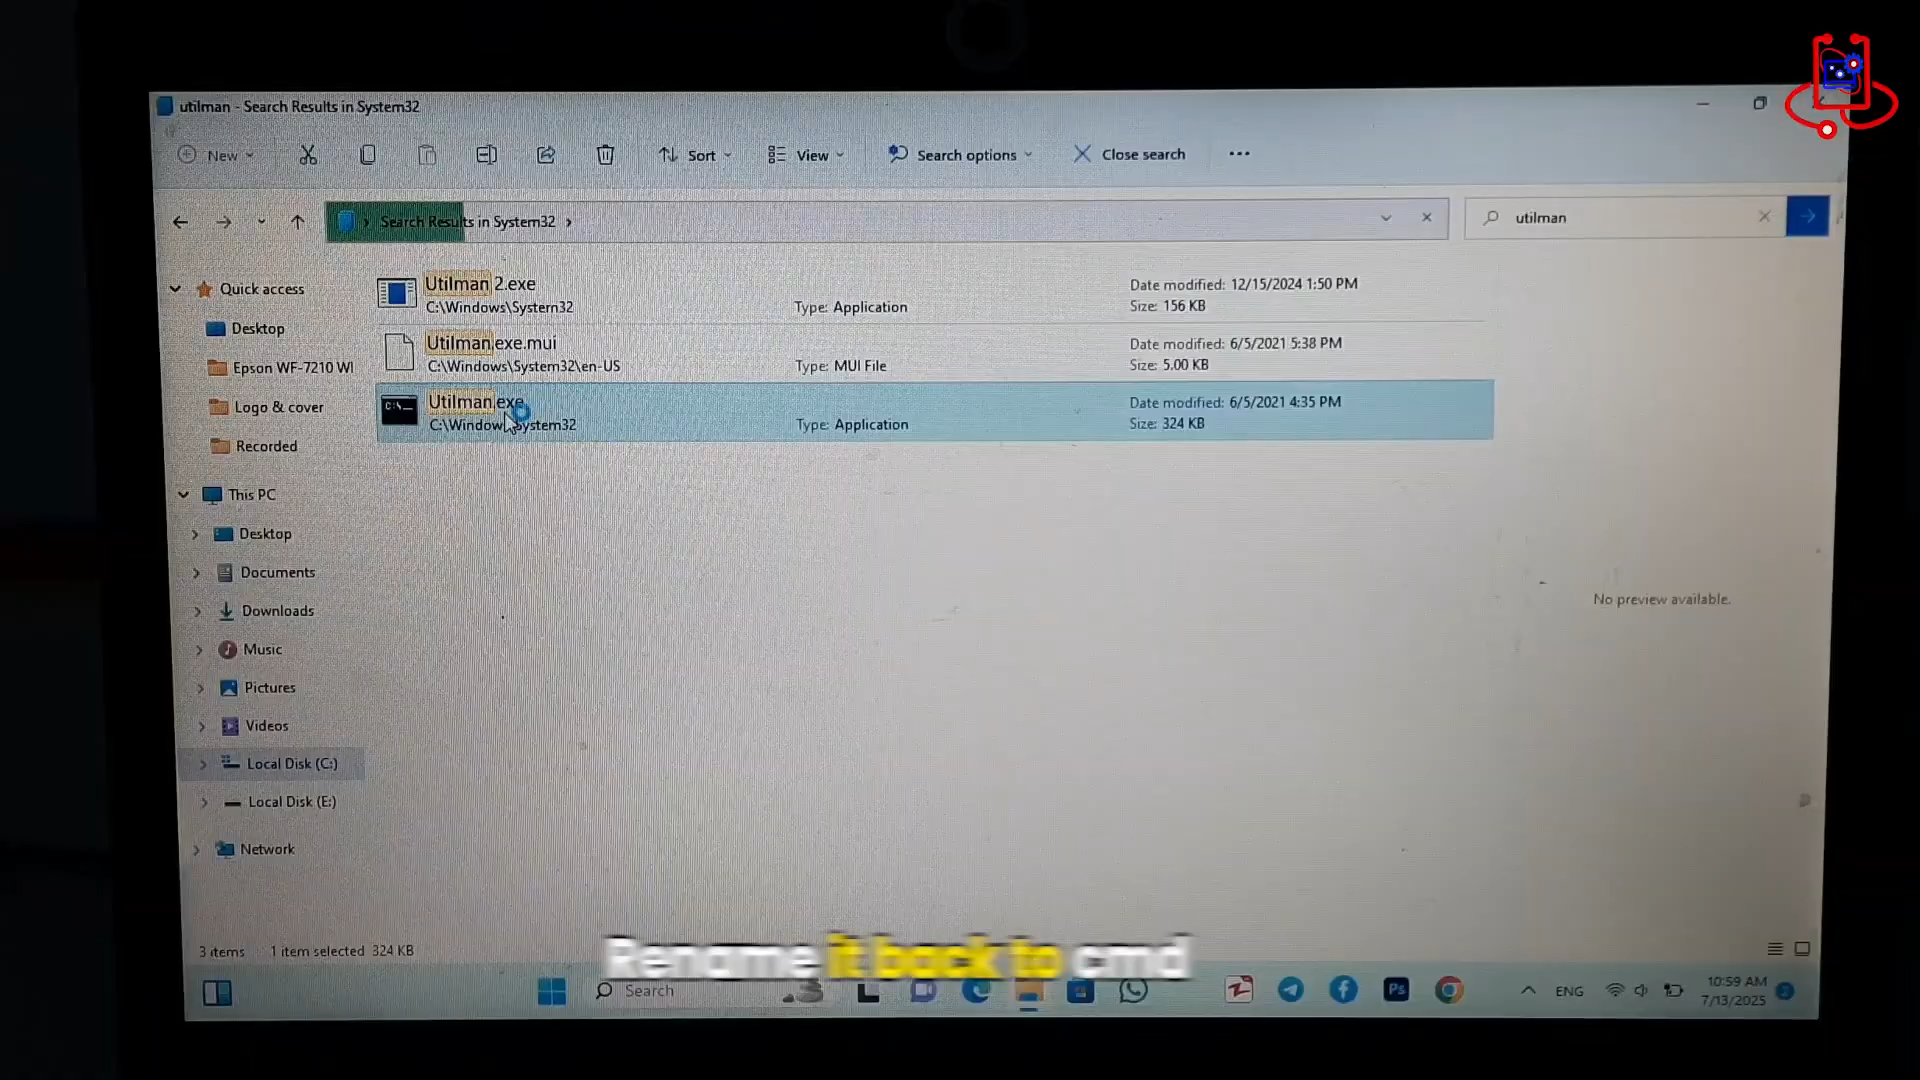 utilman - Search Results in System32
New
Sort
View
Search options
Close search
Search Results in System32
utilman
Quick access
Desktop
Epson WF-7210 WI
Logo & cover
Recorded
This PC
Desktop
Documents
Downloads
Music
Pictures
Videos
Local Disk (C:)
Local Disk (E:)
Network
Utilman 2.exe
C:\Windows\System32
Type: Application
Date modified: 12/15/2024 1:50 PM
Size: 156 KB
Utilman.exe.mui
C:\Windows\System32\en-US
Type: MUI File
Date modified: 6/5/2021 5:38 PM
Size: 5.00 KB
Utilman.exe
C:\Windows\System32
Type: Application
Date modified: 6/5/2021 4:35 PM
Size: 324 KB
No preview available.
3 items
1 item selected 324 KB
Rename it back to cmd
Search
Ps
ENG
10:59 AM
7/13/2025